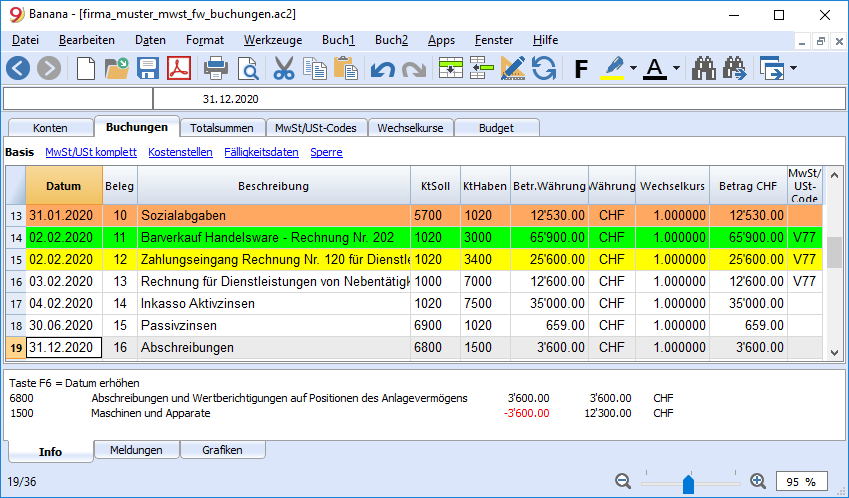 Banana - [firma_muster_mwst_fw_buchungen.ac2]
Datei Bearbeiten Daten Format Werkzeuge Buch1 Buch2 Apps Fenster Hilfe
F A
31.12.2020
Konten Buchungen Totalsummen MwSt/USt-Codes Wechselkurse Budget
Basis MwSt/USt komplett Kostenstellen Fälligkeitsdaten Sperre
Datum Beleg Beschreibung KtSoll KtHaben Betr.Währung Währung Wechselkurs Betrag CHF MwSt/USt-Code
13 31.01.2020 10 Sozialabgaben 5700 1020 12'530.00 CHF 1.000000 12'530.00
14 02.02.2020 11 Barverkauf Handelsware - Rechnung Nr. 202 1020 3000 65'900.00 CHF 1.000000 65'900.00 V77
15 02.02.2020 12 Zahlungseingang Rechnung Nr. 120 für Dienstle 1020 3400 25'600.00 CHF 1.000000 25'600.00 V77
16 03.02.2020 13 Rechnung für Dienstleistungen von Nebentätigk 1000 7000 12'600.00 CHF 1.000000 12'600.00 V77
17 04.02.2020 14 Inkasso Aktivzinsen 1020 7500 35'000.00 CHF 1.000000 35'000.00
18 30.06.2020 15 Passivzinsen 6900 1020 659.00 CHF 1.000000 659.00
19 31.12.2020 16 Abschreibungen 6800 1500 3'600.00 CHF 1.000000 3'600.00
Taste F6 = Datum erhöhen
6800 Abschreibungen und Wertberichtigungen auf Positionen des Anlagevermögens 3'600.00 3'600.00 CHF
1500 Maschinen und Apparate -3'600.00 12'300.00 CHF
Info Meldungen Grafiken
19/36 95 %